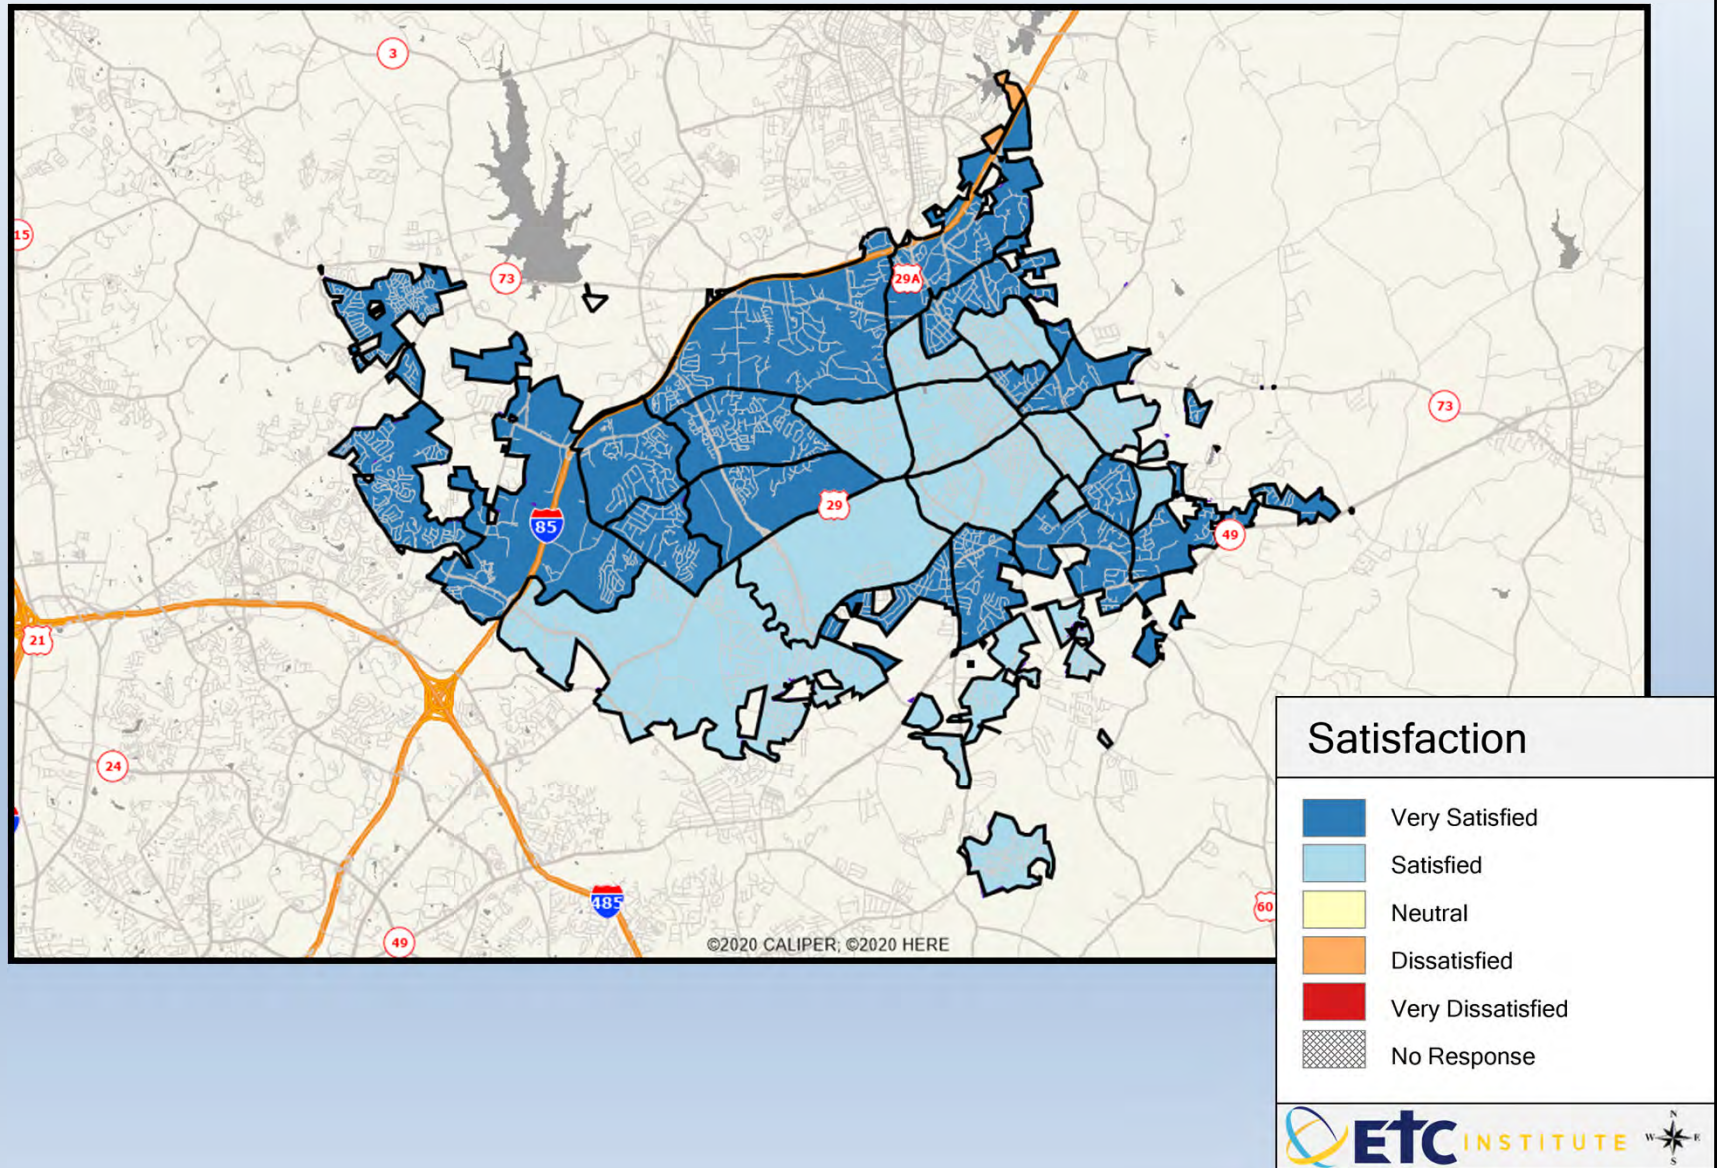 3
15
73
29A
73
29
85
49
21
24
485
49
60
©2020 CALIPER; ©2020 HERE
Satisfaction
Very Satisfied
Satisfied
Neutral
Dissatisfied
Very Dissatisfied
No Response
ETC INSTITUTE
N
W E
S